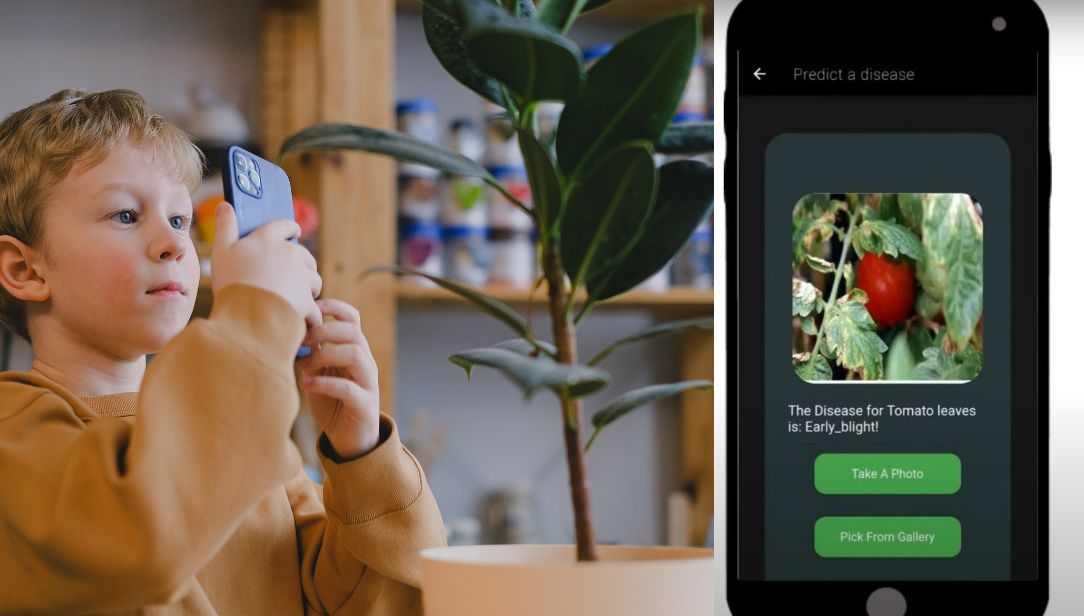 Predict a disease
The Disease for Tomato leaves
is: Early_blight!
Take A Photo
Pick From Gallery